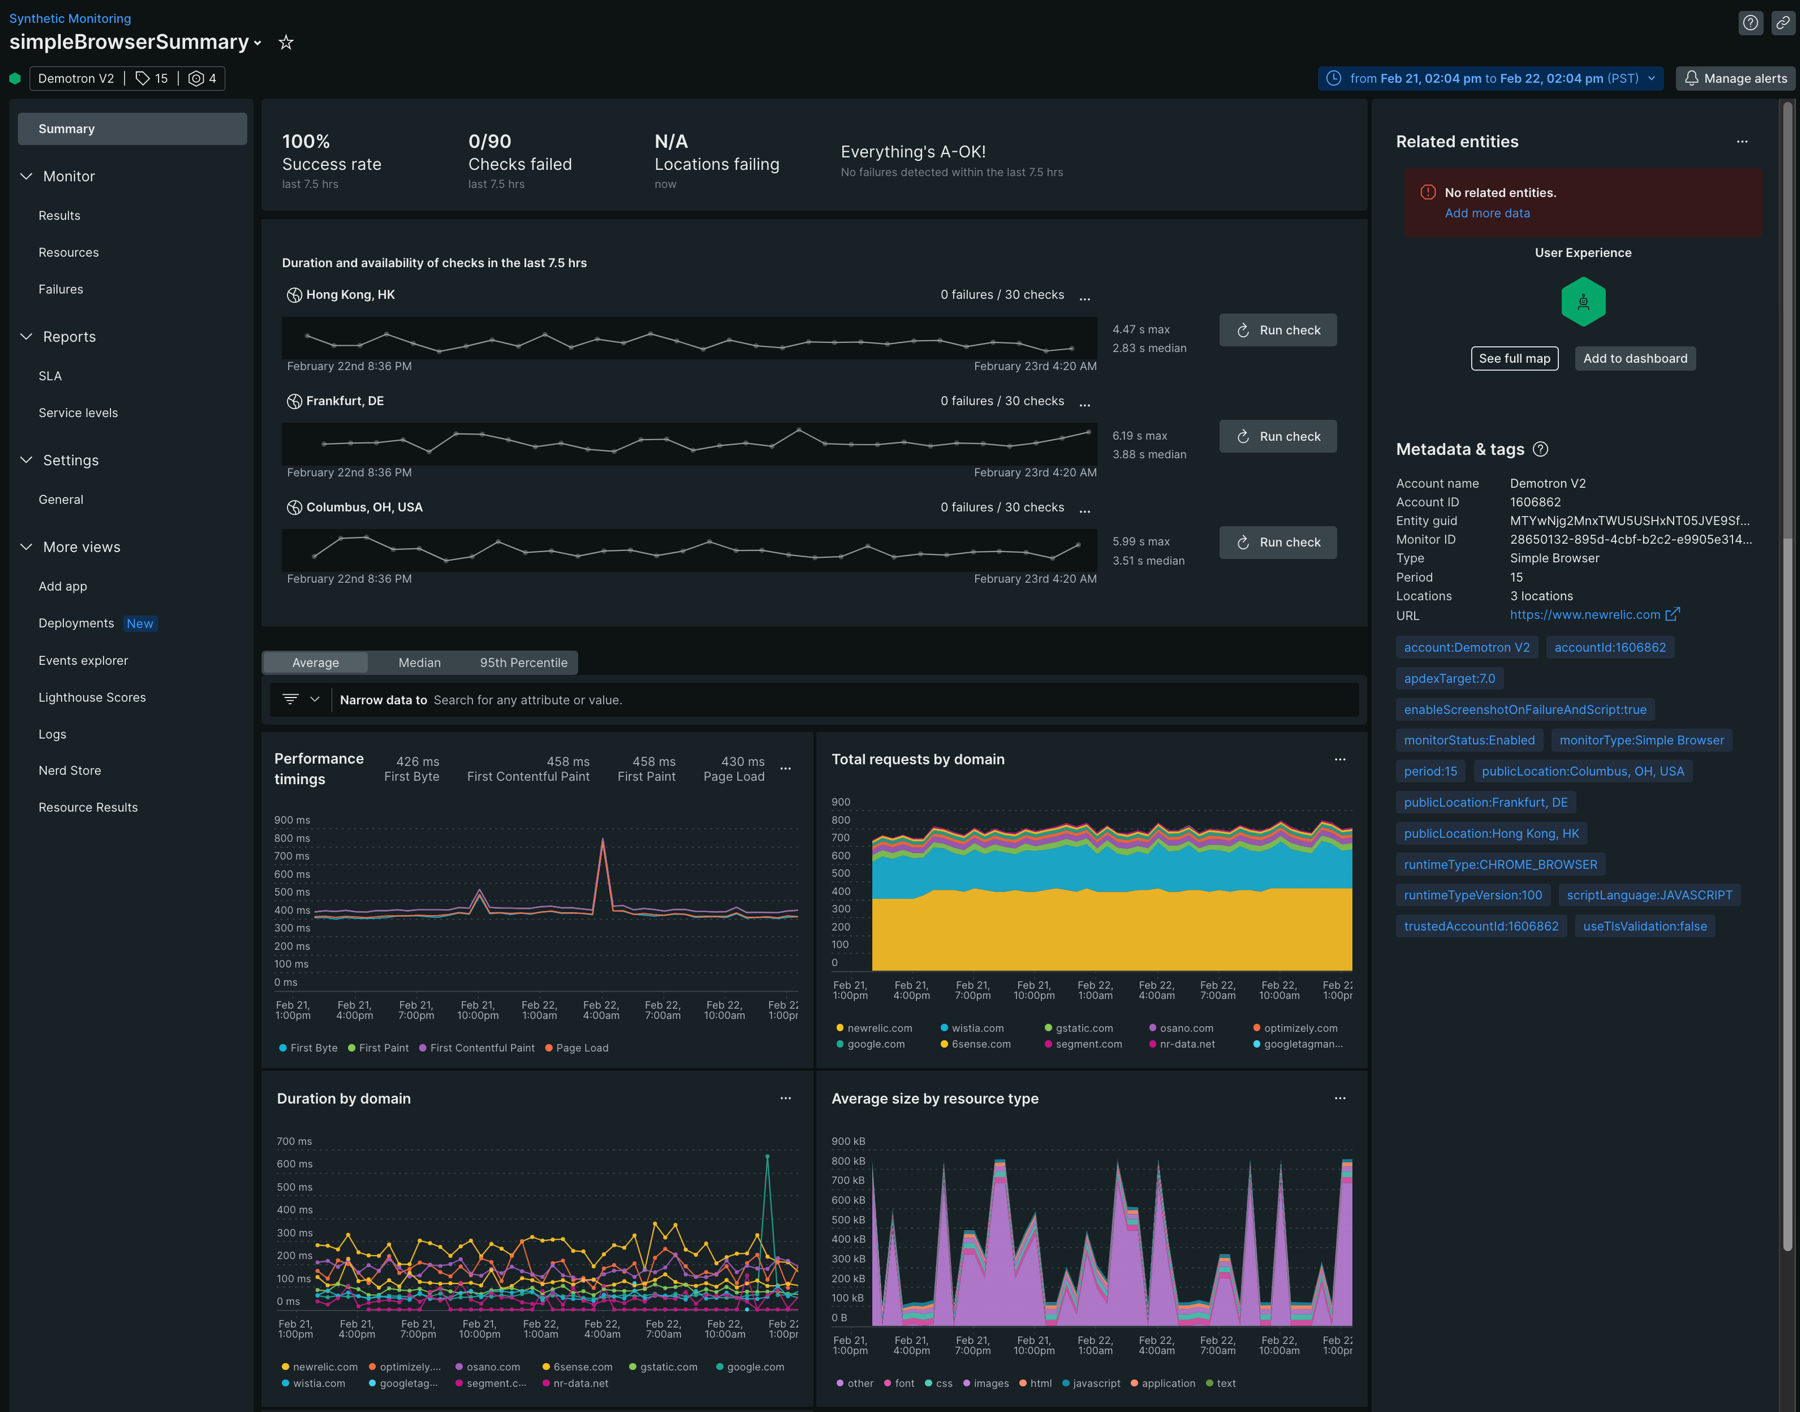 Synthetic Monitoring
simpleBrowserSummary
Demotron V2 | 15 | 4
from Feb 21, 02:04 pm to Feb 22, 02:04 pm (PST)
Manage alerts
Summary
Monitor
Results
Resources
Failures
Reports
SLA
Service levels
Settings
General
More views
Add app
Deployments New
Events explorer
Lighthouse Scores
Logs
Nerd Store
Resource Results
100%
Success rate
last 7.5 hrs
0/90
Checks failed
last 7.5 hrs
N/A
Locations failing
now
Everything's A-OK!
No failures detected within the last 7.5 hrs
Duration and availability of checks in the last 7.5 hrs
Hong Kong, HK
0 failures / 30 checks ...
4.47 s max
2.83 s median
Run check
February 22nd 8:36 PM
February 23rd 4:20 AM
Frankfurt, DE
0 failures / 30 checks ...
6.19 s max
3.88 s median
Run check
February 22nd 8:36 PM
February 23rd 4:20 AM
Columbus, OH, USA
0 failures / 30 checks ...
5.99 s max
3.51 s median
Run check
February 22nd 8:36 PM
February 23rd 4:20 AM
Average
Median
95th Percentile
Narrow data to Search for any attribute or value.
Performance
timings
426 ms
First Byte
458 ms
First Contentful Paint
458 ms
First Paint
430 ms
Page Load
900 ms
800 ms
700 ms
600 ms
500 ms
400 ms
300 ms
200 ms
100 ms
0 ms
Feb 21, Feb 21, Feb 21, Feb 21, Feb 22, Feb 22, Feb 22, Feb 22, Feb 22
1:00pm 4:00pm 7:00pm 10:00pm 1:00am 4:00am 7:00am 10:00am 1:00pr
First Byte First Paint First Contentful Paint Page Load
Total requests by domain
900
800
700
600
500
400
300
200
100
0
Feb 21, Feb 21, Feb 21, Feb 21, Feb 22, Feb 22, Feb 22, Feb 22, Feb 22
1:00pm 4:00pm 7:00pm 10:00pm 1:00am 4:00am 7:00am 10:00am 1:00pr
newrelic.com wistia.com gstatic.com osano.com optimizely.com
google.com 6sense.com segment.com nr-data.net googletagman...
Duration by domain
700 ms
600 ms
500 ms
400 ms
300 ms
200 ms
100 ms
0 ms
Feb 21, Feb 21, Feb 21, Feb 21, Feb 22, Feb 22, Feb 22, Feb 22, Feb 22
1:00pm 4:00pm 7:00pm 10:00pm 1:00am 4:00am 7:00am 10:00am 1:00pr
newrelic.com optimizely.... osano.com 6sense.com gstatic.com google.com
wistia.com googletag... segment.c... nr-data.net
Average size by resource type
900 kB
800 kB
700 kB
600 kB
500 kB
400 kB
300 kB
200 kB
100 kB
0 B
Feb 21, Feb 21, Feb 21, Feb 21, Feb 22, Feb 22, Feb 22, Feb 22, Feb 22
1:00pm 4:00pm 7:00pm 10:00pm 1:00am 4:00am 7:00am 10:00am 1:00pr
other font css images html javascript application text
Related entities
No related entities.
Add more data
User Experience
See full map
Add to dashboard
Metadata & tags
Account name Demotron V2
Account ID 1606862
Entity guid MTYwNjg2MnxTWU5USHxNT05JVE9Sf...
Monitor ID 28650132-895d-4cbf-b2c2-e9905e314...
Type Simple Browser
Period 15
Locations 3 locations
URL https://www.newrelic.com
account:Demotron V2 accountId:1606862
apdexTarget:7.0
enableScreenshotOnFailureAndScript:true
monitorStatus:Enabled monitorType:Simple Browser
period:15 publicLocation:Columbus, OH, USA
publicLocation:Frankfurt, DE
publicLocation:Hong Kong, HK
runtimeType:CHROME_BROWSER
runtimeTypeVersion:100 scriptLanguage:JAVASCRIPT
trustedAccountId:1606862 useTlsValidation:false